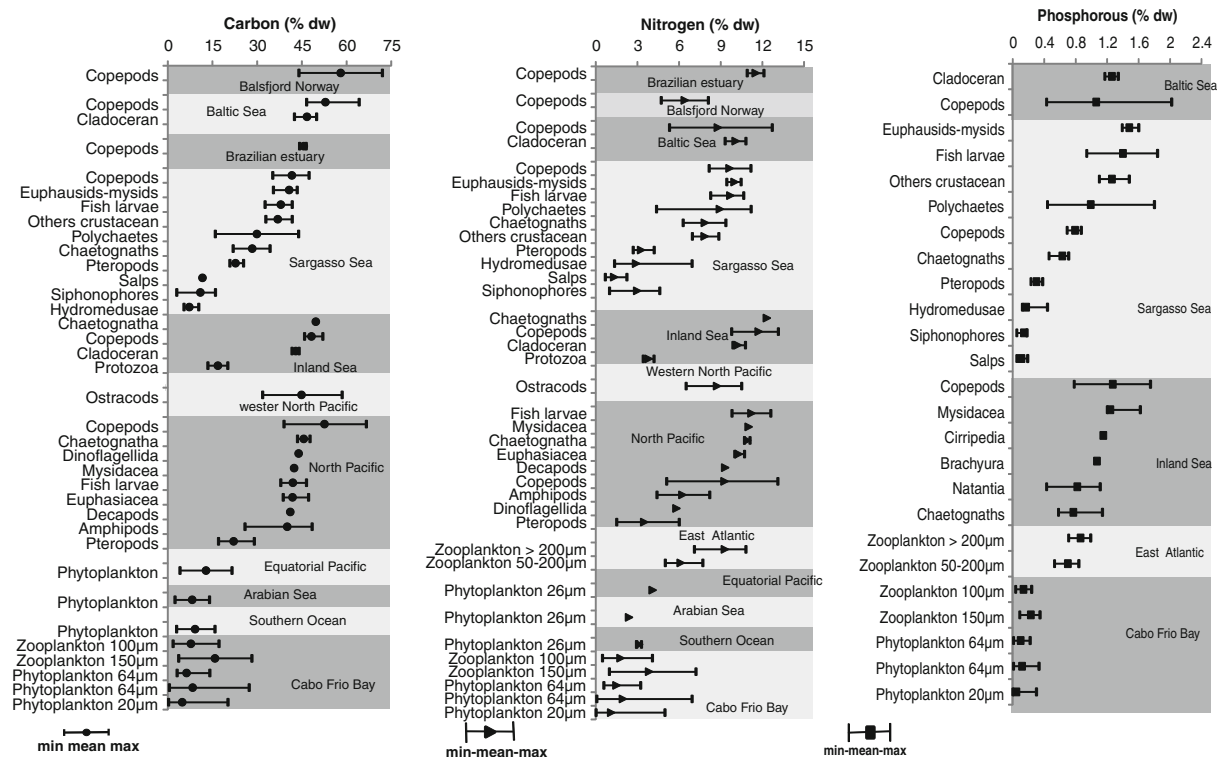 Carbon (% dw)
0 15 30 45 60 75
Copepods
Balsfjord Norway
Copepods
Baltic Sea
Cladoceran
Copepods
Brazilian estuary
Copepods
Euphausids-mysids
Fish larvae
Others crustacean
Polychaetes
Chaetognaths
Sargasso Sea
Pteropods
Salps
Siphonophores
Hydromedusae
Chaetognatha
Copepods
Cladoceran
Protozoa
Inland Sea
Ostracods
wester North Pacific
Copepods
Chaetognatha
Dinoflagellida
Mysidacea
North Pacific
Fish larvae
Euphasiacea
Decapods
Amphipods
Pteropods
Phytoplankton
Equatorial Pacific
Phytoplankton
Arabian Sea
Southern Ocean
Phytoplankton
Zooplankton 100µm
Zooplankton 150µm
Phytoplankton 64µm
Phytoplankton 64µm
Cabo Frio Bay
Phytoplankton 20µm
min mean max
Nitrogen (% dw)
0 3 6 9 12 15
Copepods
Brazilian estuary
Copepods
Balsfjord Norway
Copepods
Cladoceran
Baltic Sea
Copepods
Euphausids-mysids
Fish larvae
Polychaetes
Chaetognaths
Others crustacean
Pteropods
Hydromedusae
Sargasso Sea
Salps
Siphonophores
Chaetognaths
Copepods
Inland Sea
Cladoceran
Protozoa
Western North Pacific
Ostracods
Fish larvae
Mysidacea
Chaetognatha
North Pacific
Euphasiacea
Decapods
Copepods
Amphipods
Dinoflagellida
Pteropods
East Atlantic
Zooplankton > 200µm
Zooplankton 50-200µm
Equatorial Pacific
Phytoplankton 26µm
Arabian Sea
Phytoplankton 26µm
Southern Ocean
Phytoplankton 26µm
Zooplankton 100µm
Zooplankton 150µm
Phytoplankton 64µm
Phytoplankton 64µm
Cabo Frio Bay
Phytoplankton 20µm
min-mean-max
Phosphorous (% dw)
0 0.4 0.8 1.2 1.6 2 2.4
Cladoceran
Baltic Sea
Copepods
Euphausids-mysids
Fish larvae
Others crustacean
Polychaetes
Copepods
Chaetognaths
Pteropods
Hydromedusae
Sargasso Sea
Siphonophores
Salps
Copepods
Mysidacea
Cirripedia
Brachyura
Inland Sea
Natantia
Chaetognaths
Zooplankton > 200µm
East Atlantic
Zooplankton 50-200µm
Zooplankton 100µm
Zooplankton 150µm
Cabo Frio Bay
Phytoplankton 64µm
Phytoplankton 64µm
Phytoplankton 20µm
min-mean-max